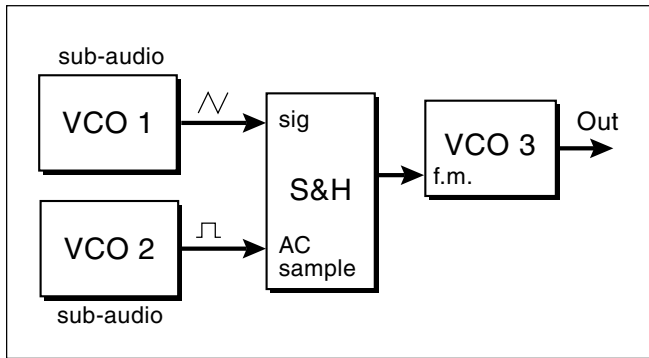 sub-audio
VCO 1
sig
S&H
AC
sample
VCO 2
sub-audio
VCO 3
f.m.
Out